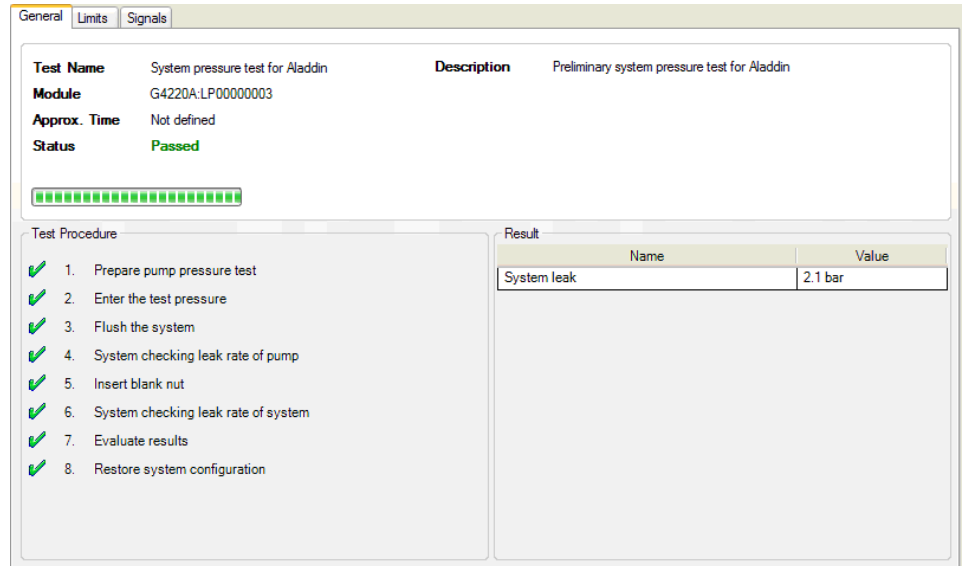 General Limits Signals
Test Name System pressure test for Aladdin Description Preliminary system pressure test for Aladdin
Module G4220A:LP00000003
Approx. Time Not defined
Status Passed
Test Procedure
1. Prepare pump pressure test
2. Enter the test pressure
3. Flush the system
4. System checking leak rate of pump
5. Insert blank nut
6. System checking leak rate of system
7. Evaluate results
8. Restore system configuration
Result
Name Value
System leak 2.1 bar